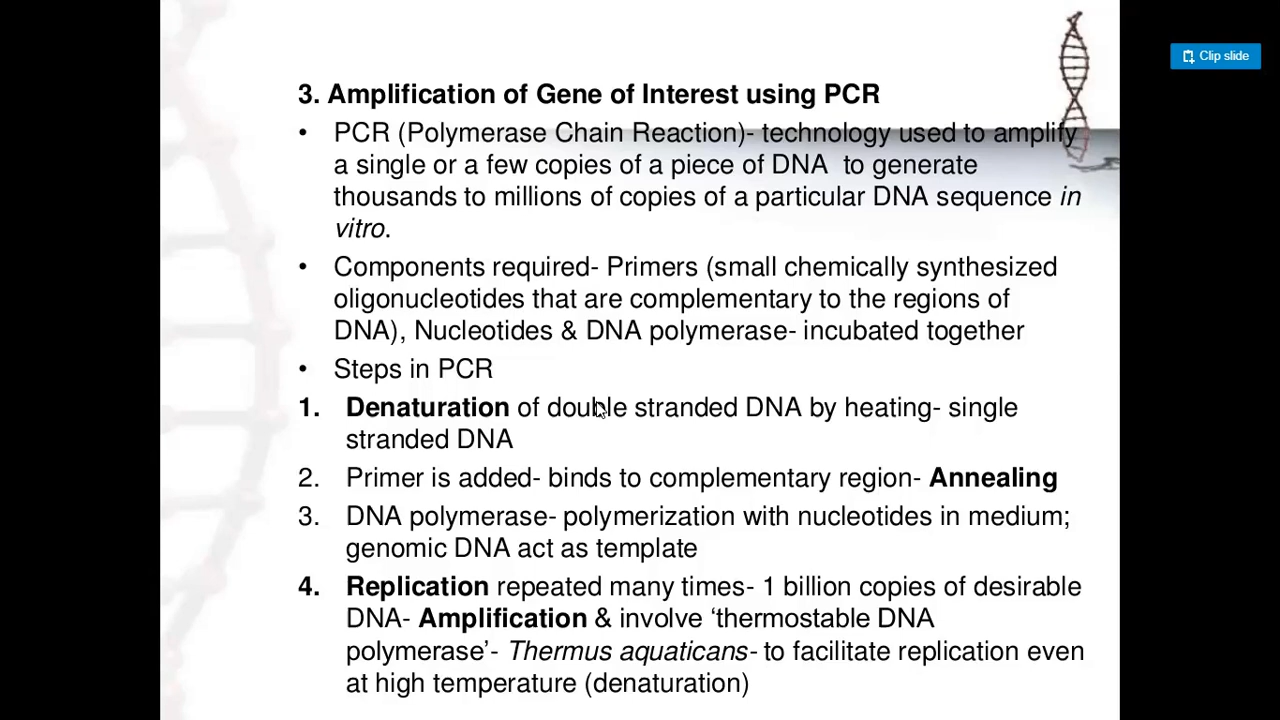 Clip slide
3. Amplification of Gene of Interest using PCR
• PCR (Polymerase Chain Reaction)- technology used to amplify
a single or a few copies of a piece of DNA to generate
thousands to millions of copies of a particular DNA sequence in
vitro.
• Components required- Primers (small chemically synthesized
oligonucleotides that are complementary to the regions of
DNA), Nucleotides & DNA polymerase- incubated together
• Steps in PCR
1. Denaturation of double stranded DNA by heating- single
stranded DNA
2. Primer is added- binds to complementary region- Annealing
3. DNA polymerase- polymerization with nucleotides in medium;
genomic DNA act as template
4. Replication repeated many times- 1 billion copies of desirable
DNA- Amplification & involve ‘thermostable DNA
polymerase’- Thermus aquaticans- to facilitate replication even
at high temperature (denaturation)